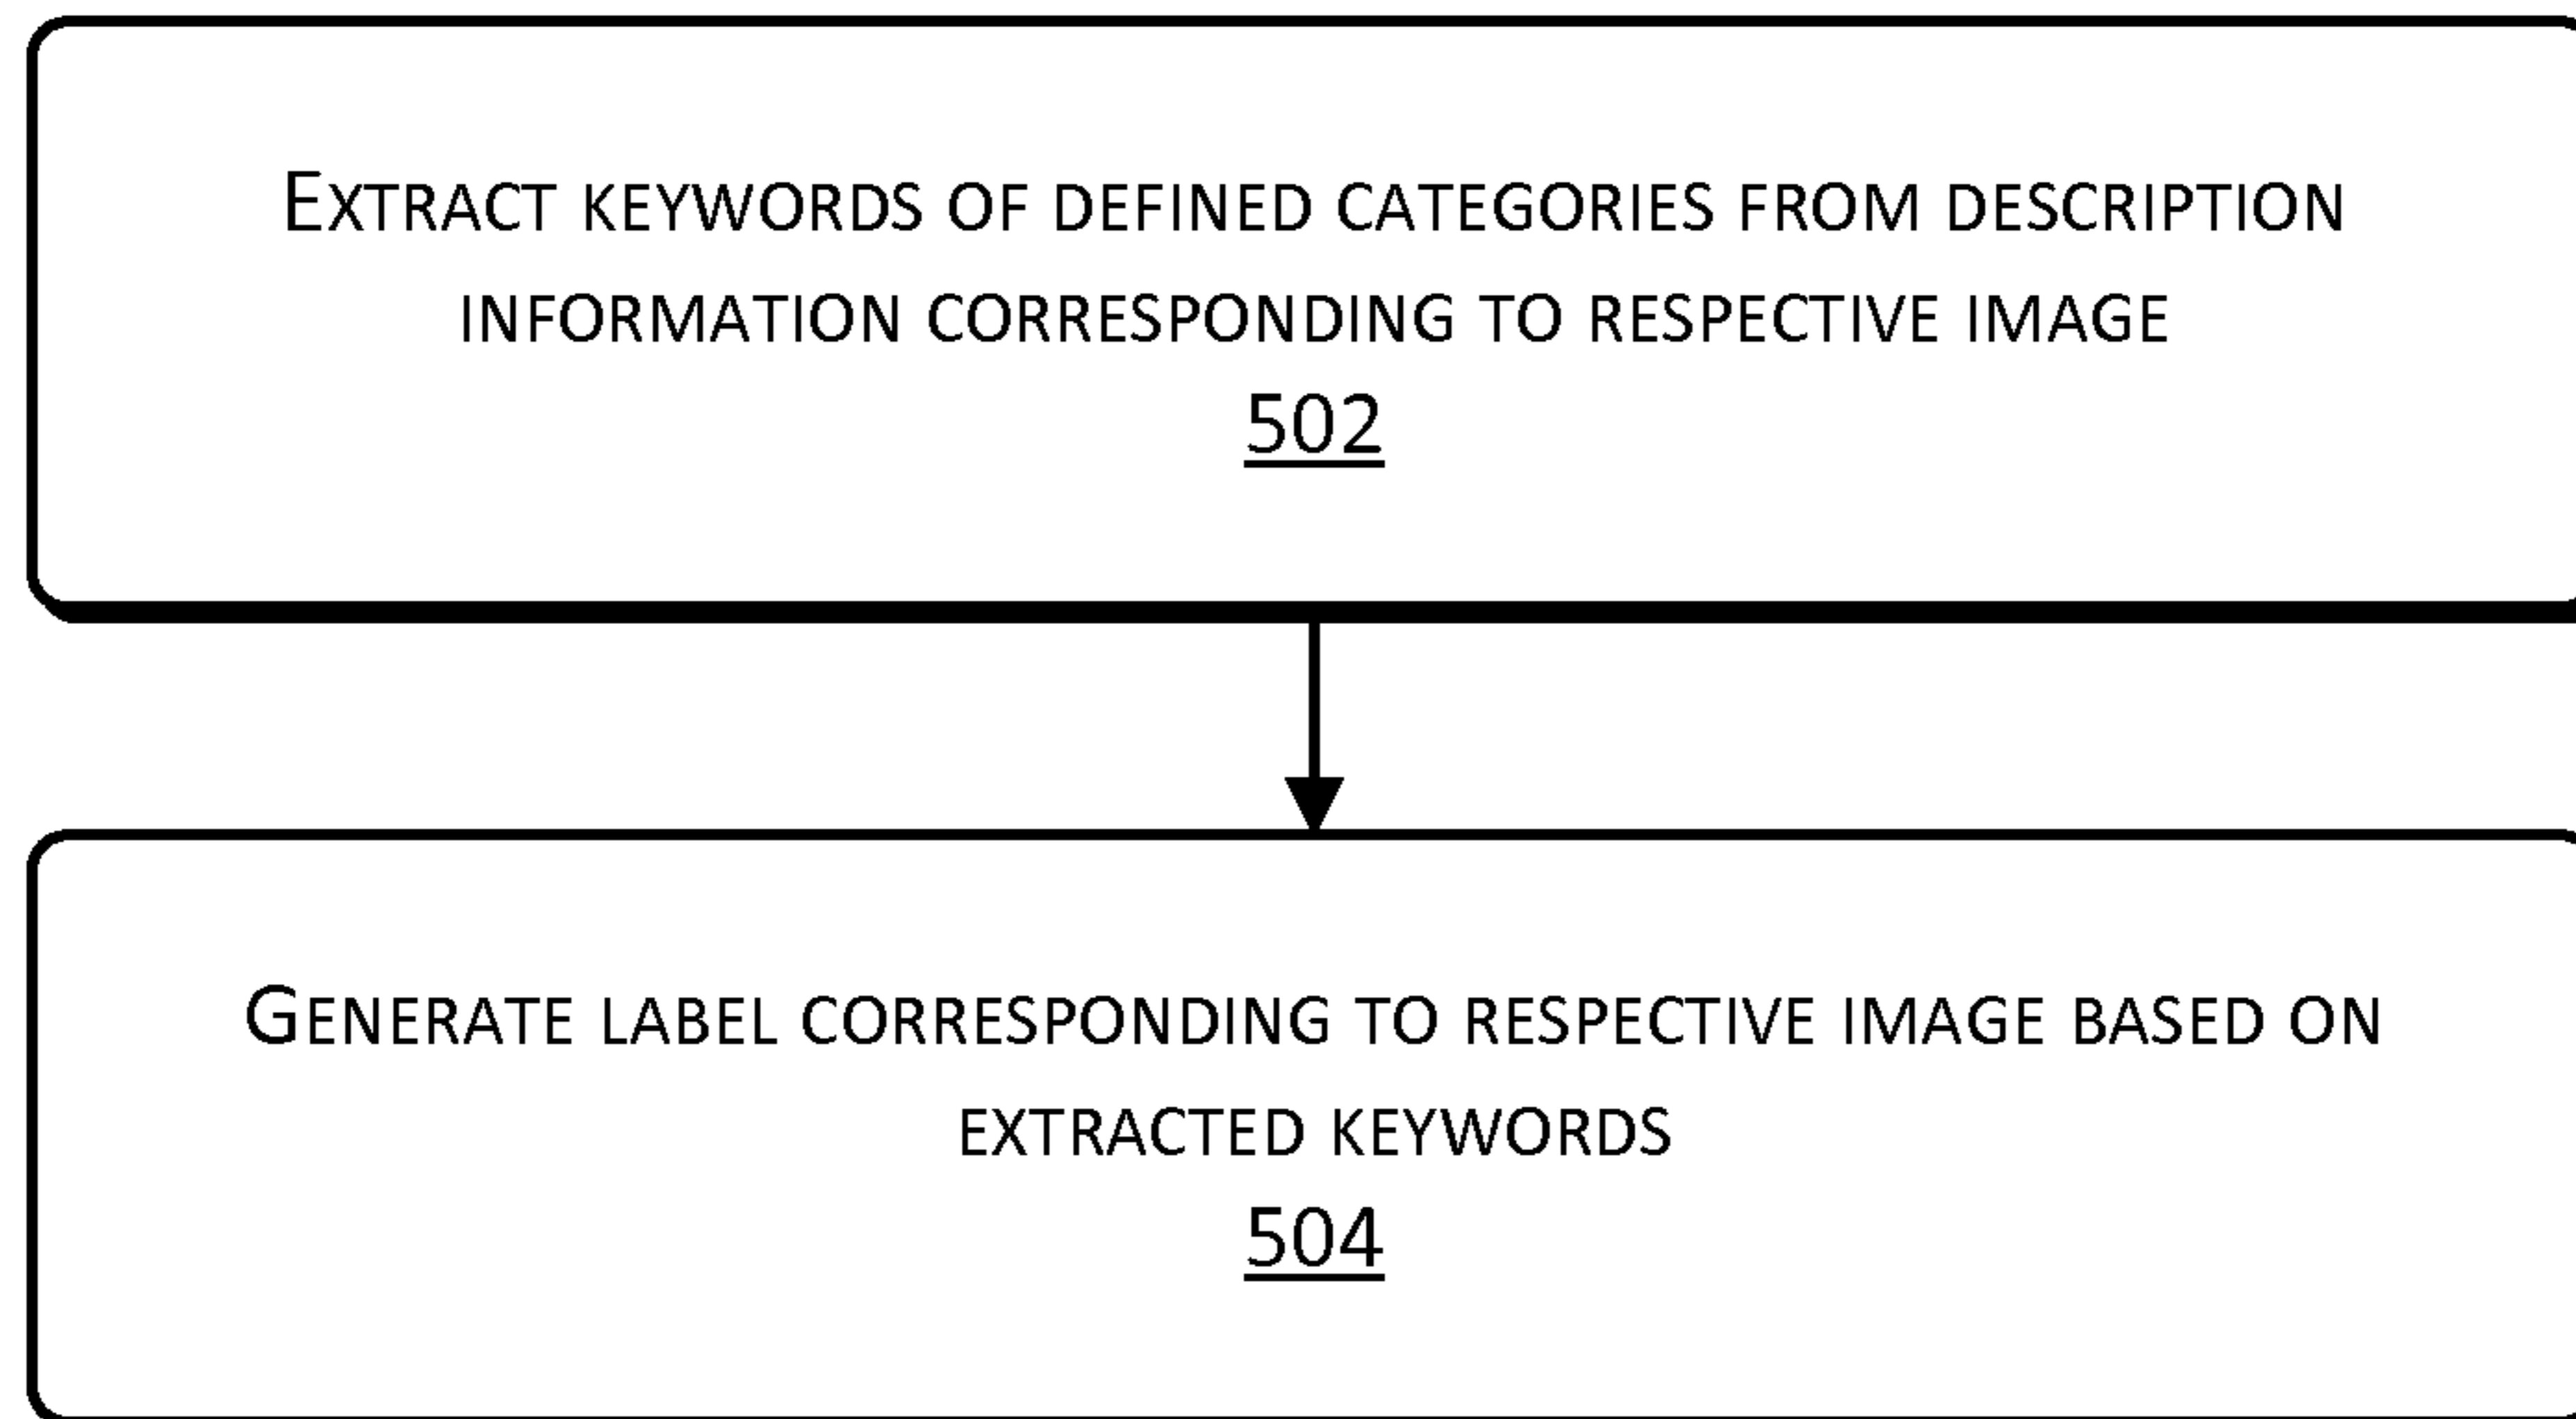 Extract keywords of defined categories from description
information corresponding to respective image
502
Generate label corresponding to respective image based on
extracted keywords
504